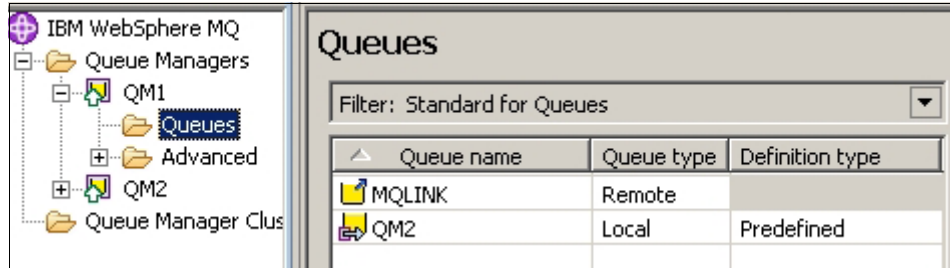 IBM WebSphere MQ
Queue Managers
QM1
Queues
Advanced
QM2
Queue Manager Clus
Queues
Filter: Standard for Queues
Queue name Queue type Definition type
MQLINK Remote
QM2 Local Predefined